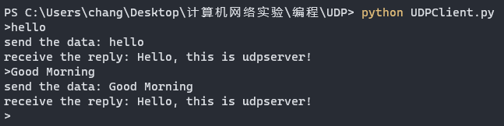 PS C:\Users\chang\Desktop\计算机网络实验\编程\UDP> python UDPClient.py
>hello
send the data: hello
receive the reply: Hello, this is udpserver!
>Good Morning
send the data: Good Morning
receive the reply: Hello, this is udpserver!
>